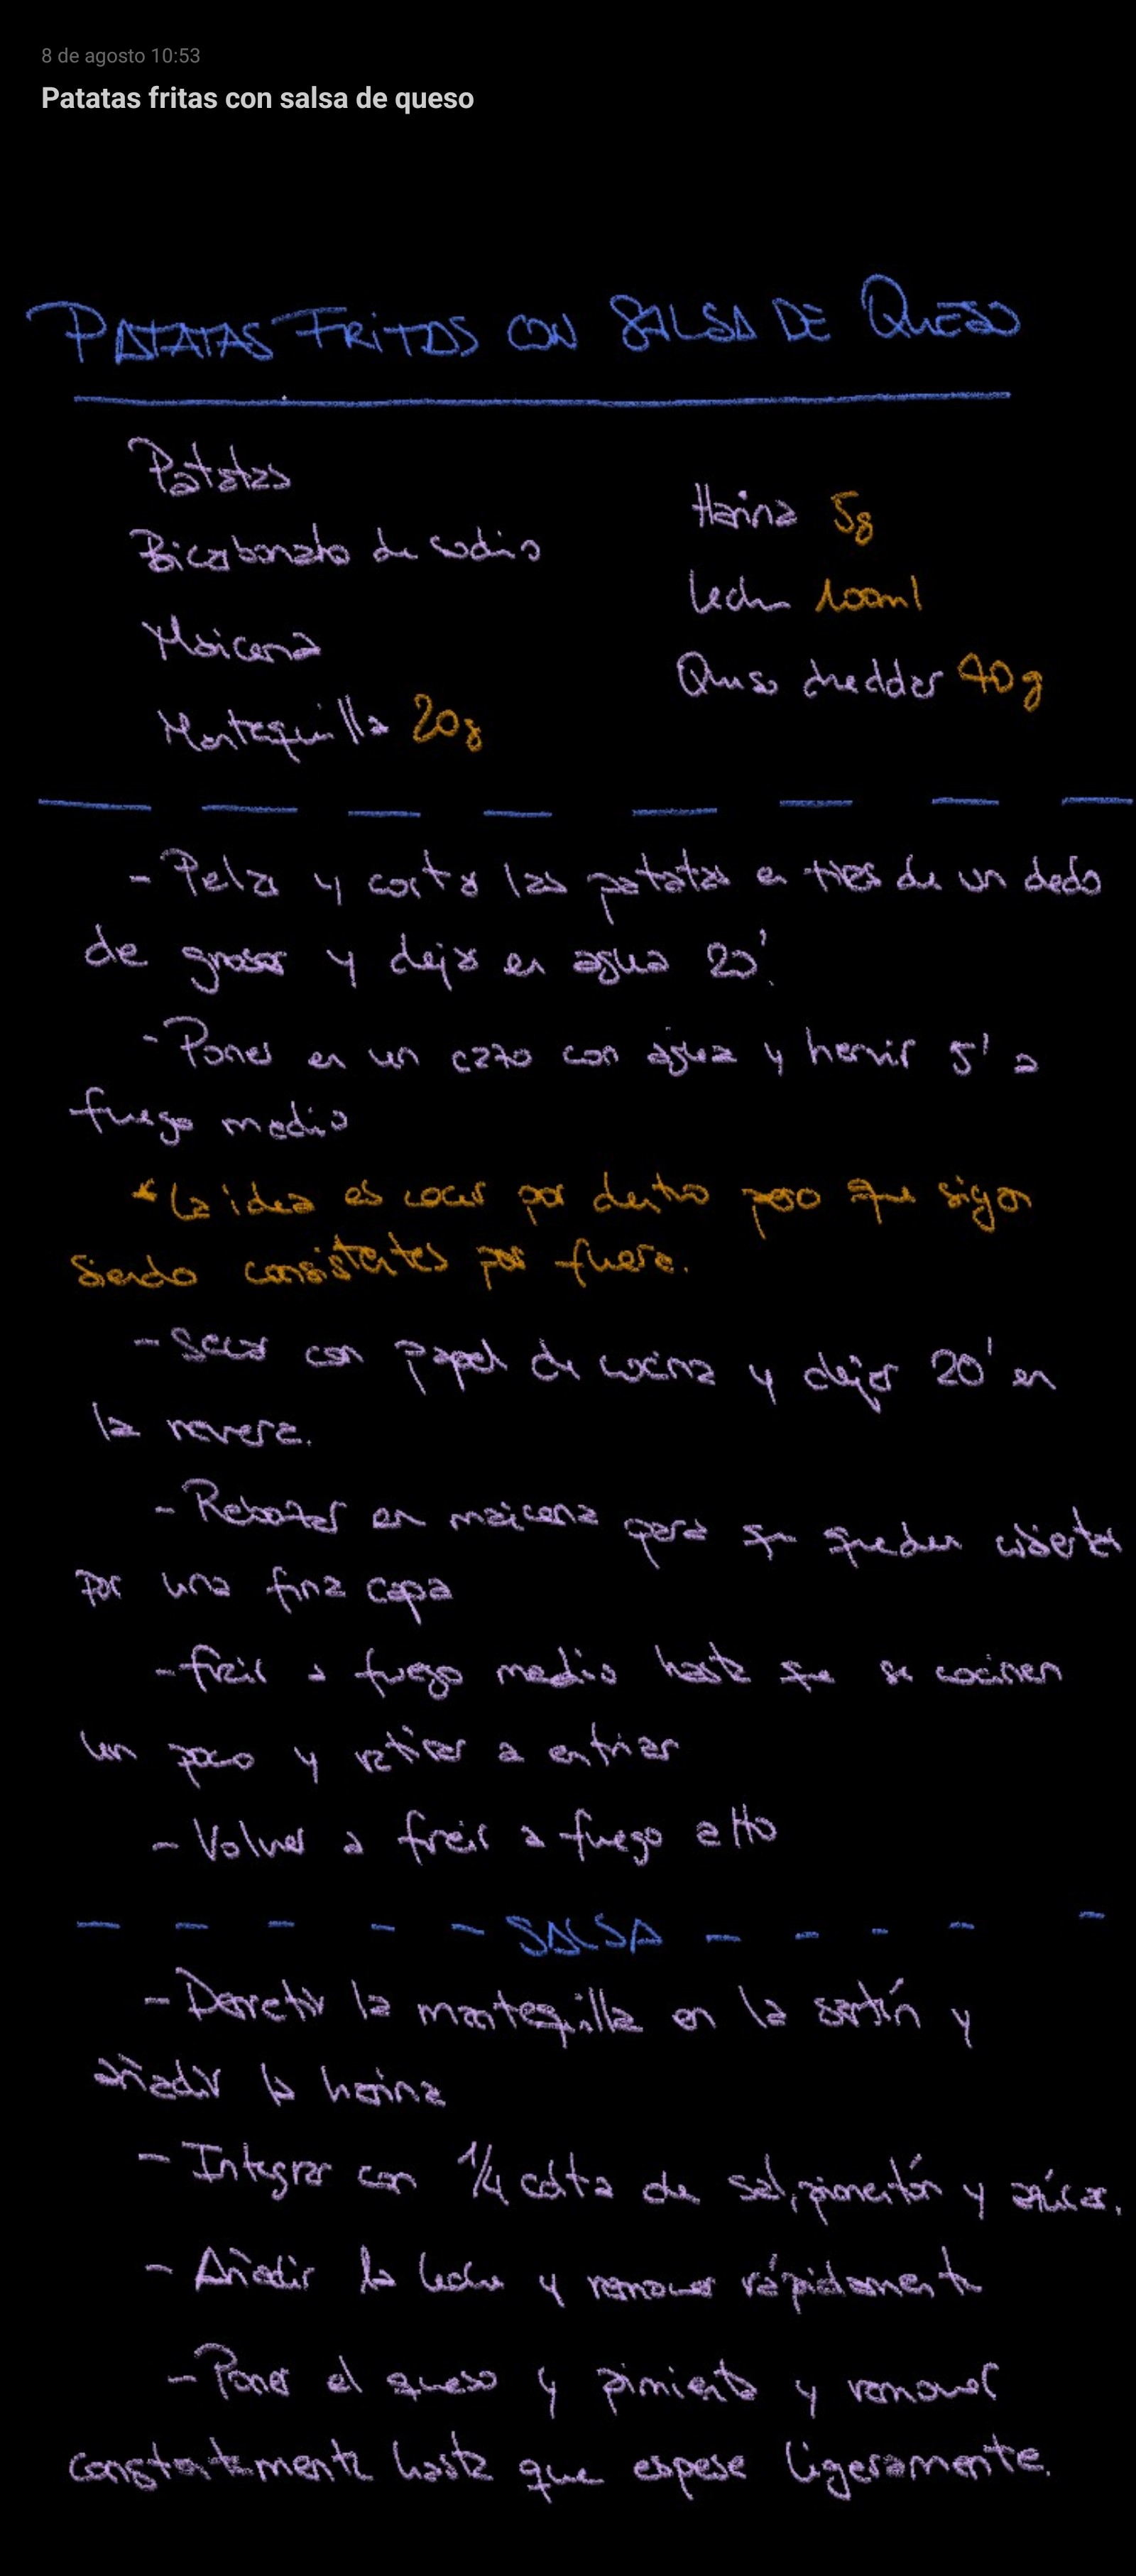 8 de agosto 10:53
Patatas fritas con salsa de queso
PATATAS FRITAS CON SALSA DE QUESO
Patatas
Bicarbonato de sodio
Maicena
Mantequilla 20g
Harina 5g
Leche 100ml
Queso cheddar 40g
- Pelar y cortar las patatas en tiras de un dedo
de grosor y dejar en agua 20'.
- Poner en un cazo con agua y hervir 5' a
fuego medio
* La idea es cocer por dentro pero que sigan
siendo consistentes por fuera.
- Secar con papel de cocina y dejar 20' en
la nevera.
- Rebozar en maicena para que queden cubiertas
por una fina capa
- freír a fuego medio hasta que se cocinen
un poco y retirar a enfriar
- Volver a freír a fuego alto
- - - - - SALSA - - - - -
- Derretir la mantequilla en la sartén y
añadir la harina
- Integrar con 1/4 cdta de sal, pimentón y azúcar.
- Añadir la leche y remover rápidamente
- Poner el queso y pimienta y remover
constantemente hasta que espese ligeramente.